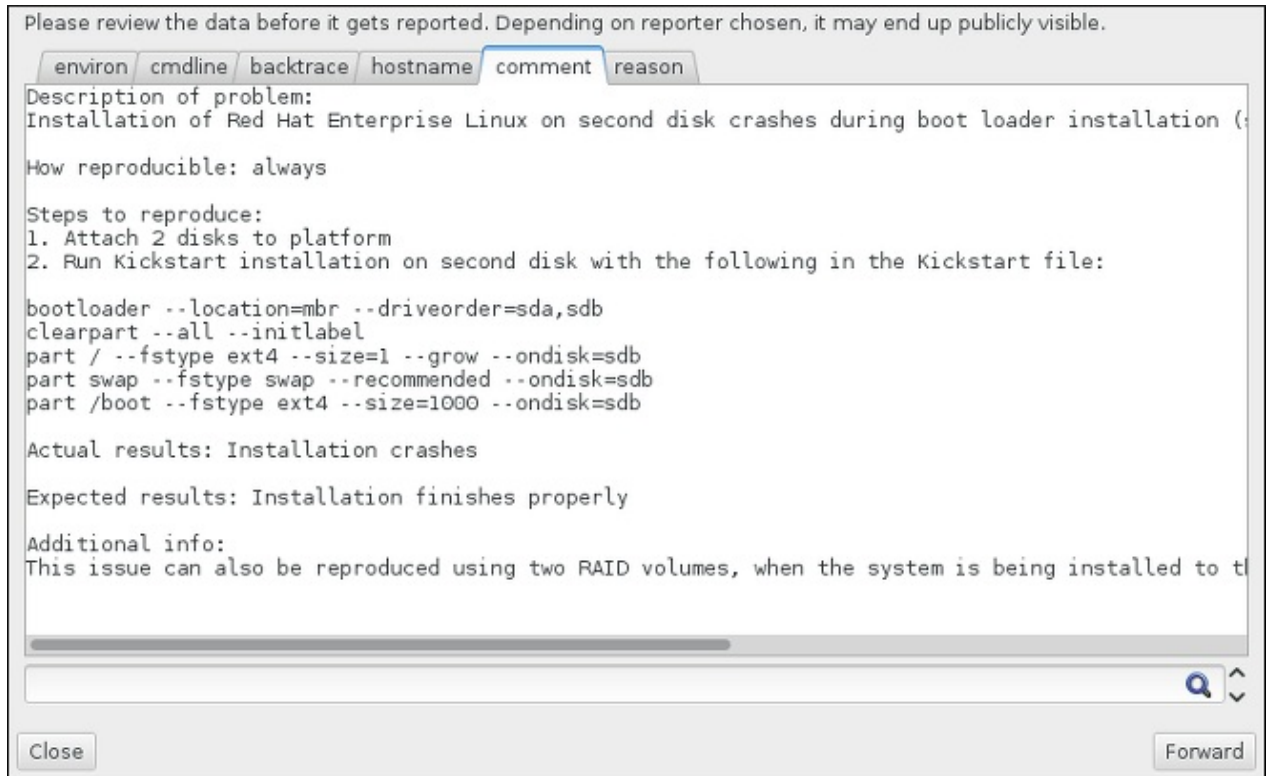 Please review the data before it gets reported. Depending on reporter chosen, it may end up publicly visible.
environ cmdline backtrace hostname comment reason
Description of problem:
Installation of Red Hat Enterprise Linux on second disk crashes during boot loader installation (
How reproducible: always
Steps to reproduce:
1. Attach 2 disks to platform
2. Run Kickstart installation on second disk with the following in the Kickstart file:
bootloader --location=mbr --driveorder=sda,sdb
clearpart --all --initlabel
part / --fstype ext4 --size=1 --grow --ondisk=sdb
part swap --fstype swap --recommended --ondisk=sdb
part /boot --fstype ext4 --size=1000 --ondisk=sdb
Actual results: Installation crashes
Expected results: Installation finishes properly
Additional info:
This issue can also be reproduced using two RAID volumes, when the system is being installed to
Close Forward